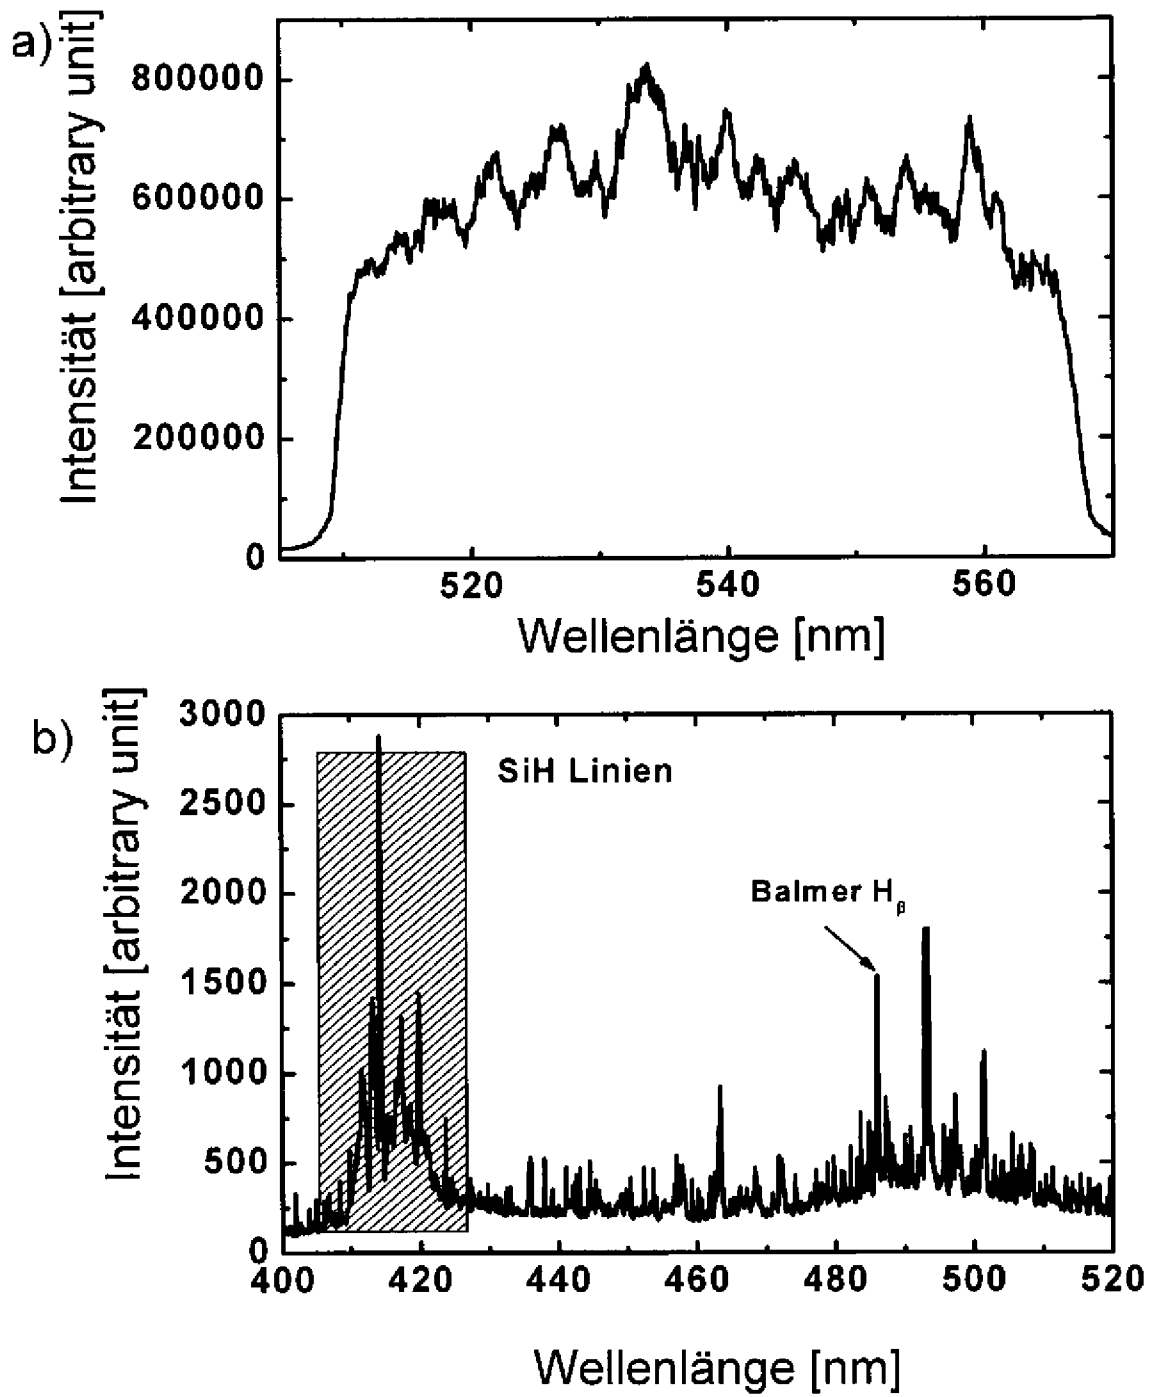 a)
Intensität [arbitrary unit]
800000
600000
400000
200000
0
520 540 560
Wellenlänge [nm]
b)
Intensität [arbitrary unit]
3000
2500
2000
1500
1000
500
0
SiH Linien
Balmer Hβ
400 420 440 460 480 500 520
Wellenlänge [nm]